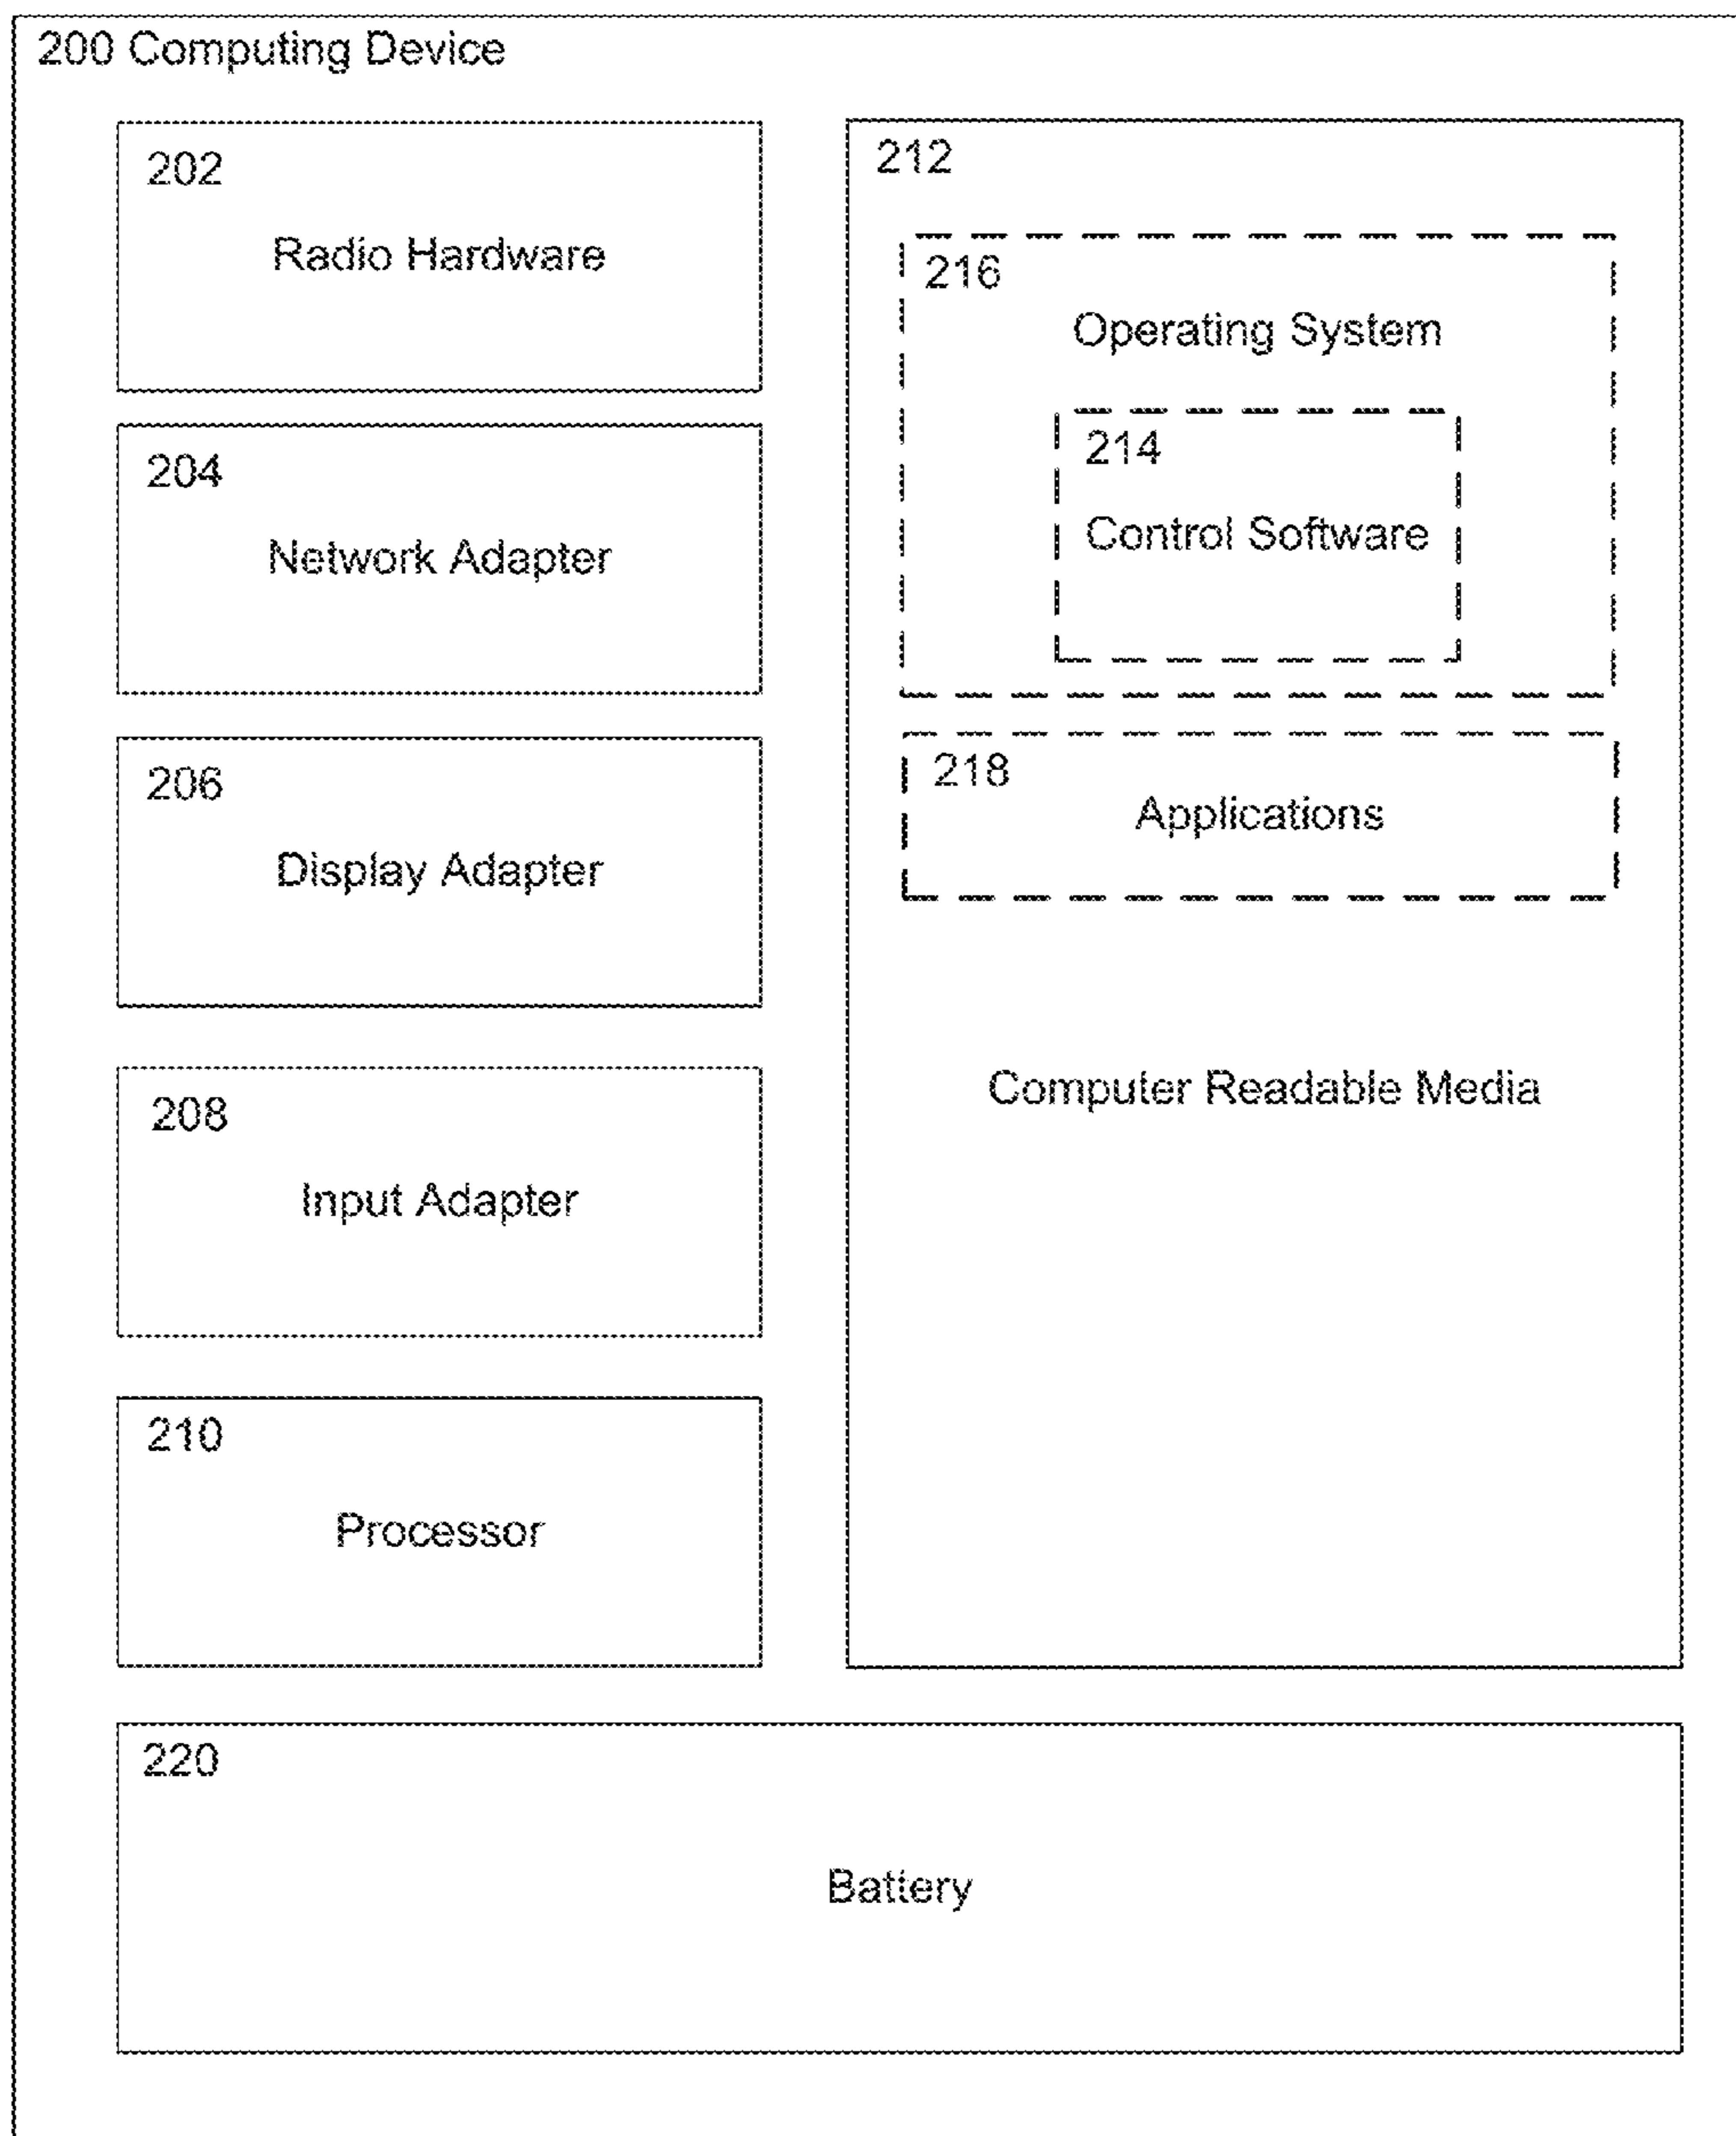 200 Computing Device
202
Radio Hardware
204
Network Adapter
206
Display Adapter
208
Input Adapter
210
Processor
212
216
Operating System
214
Control Software
218
Applications
Computer Readable Media
220
Battery